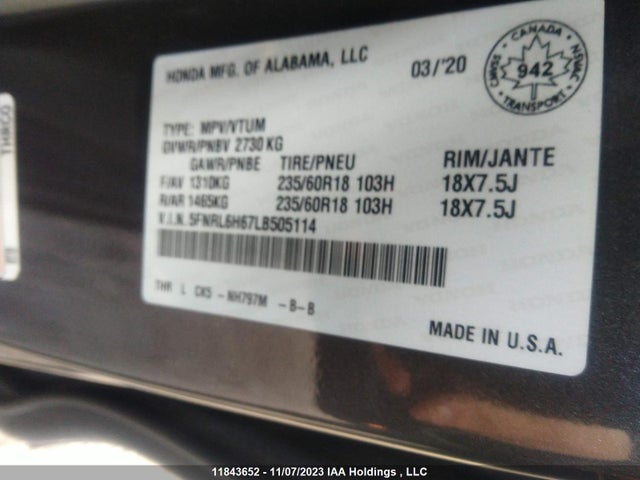 HONDA MFG. OF ALABAMA, LLC 03/'20
CANADA
942
TRANSPORT
TYPE: MPV/VTUM
GVWR/PNBV 2730 KG
GAWR/PNBE TIRE/PNEU RIM/JANTE
F/AV 1310KG 235/60R18 103H 18X7.5J
R/AR 1465KG 235/60R18 103H 18X7.5J
V.I.N. 5FNRL6H67LB505114
THR L CK5 -NH797M -B-B
MADE IN U.S.A.
11843652 - 11/07/2023 IAA Holdings , LLC